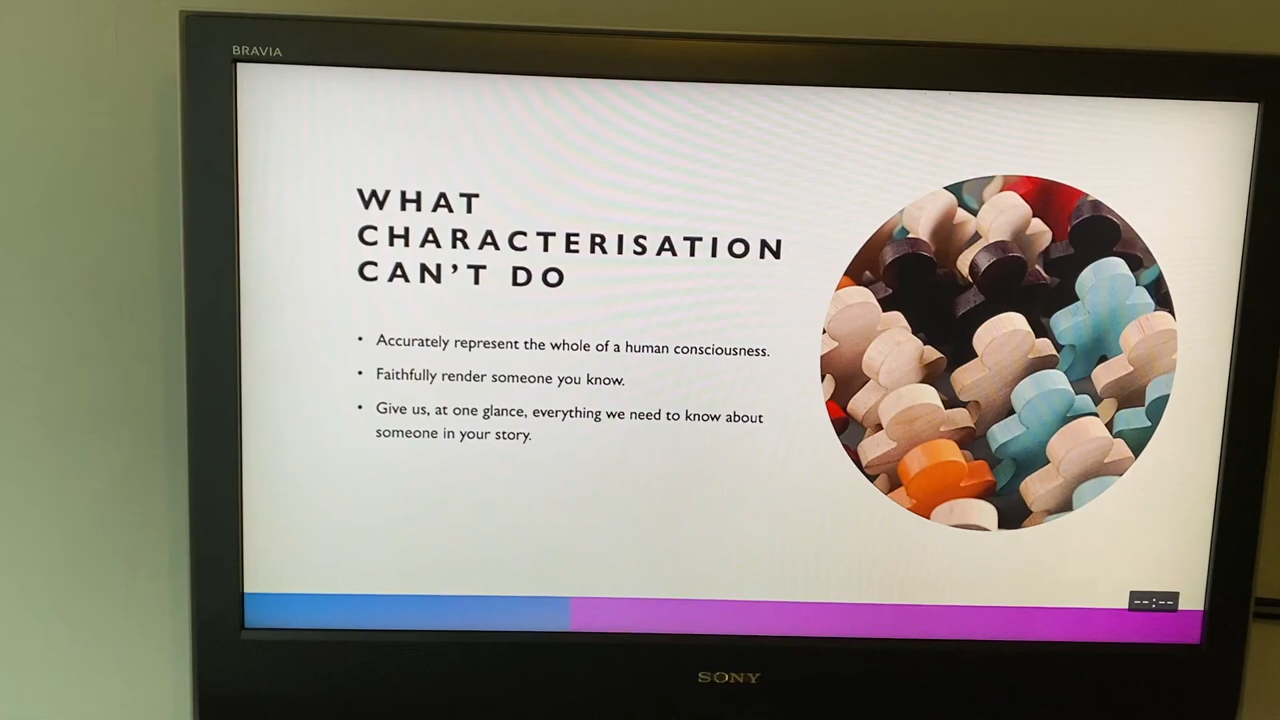 BRAVIA
WHAT
CHARACTERISATION
CAN'T DO
• Accurately represent the whole of a human consciousness.
• Faithfully render someone you know.
• Give us, at one glance, everything we need to know about
someone in your story.
--:--
SONY